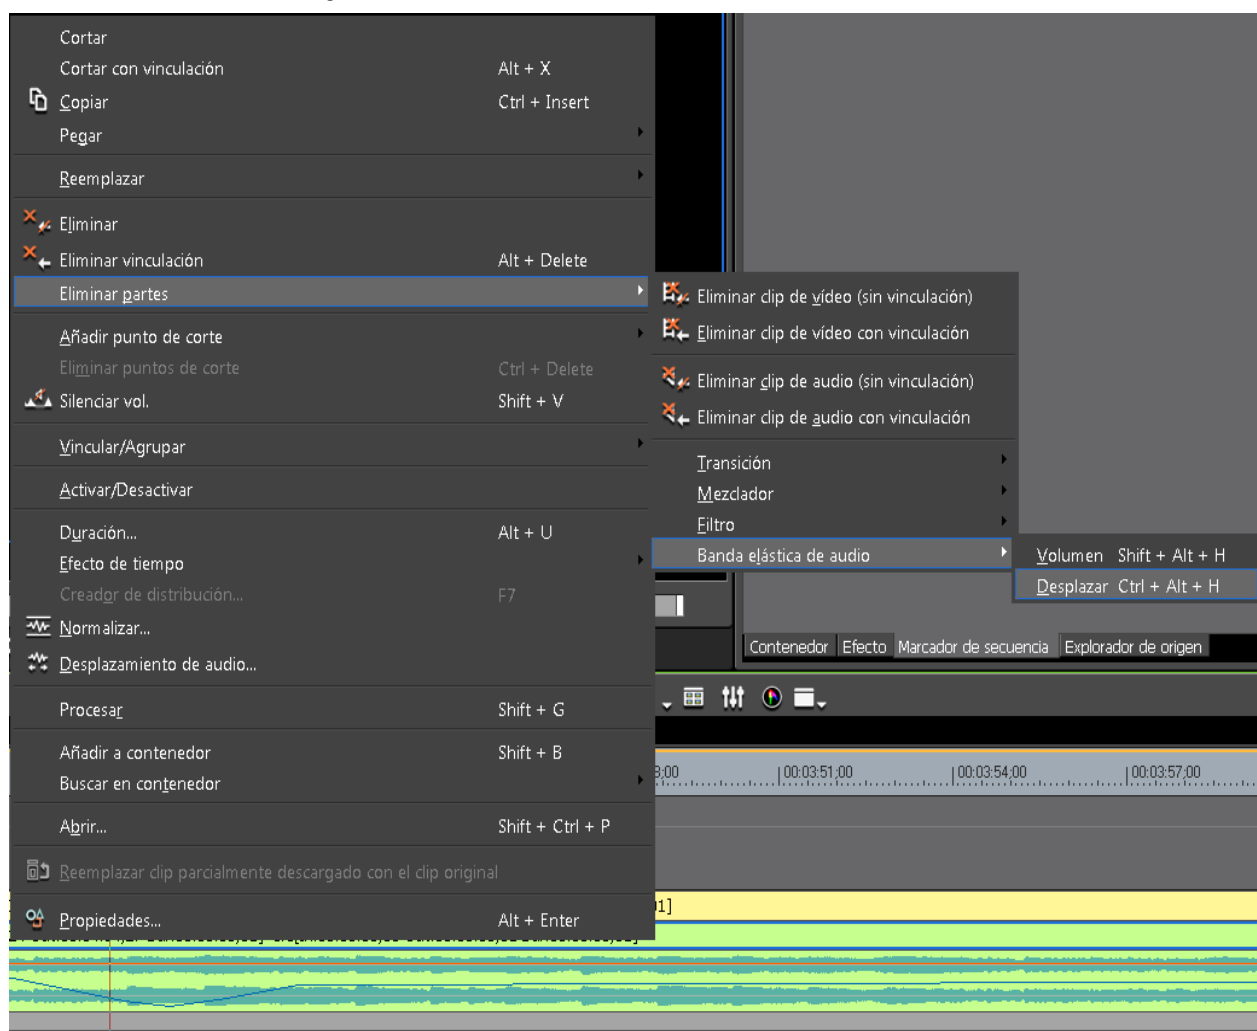 Cortar
Cortar con vinculación Alt + X
Copiar Ctrl + Insert
Pegar
Reemplazar
Eliminar
Eliminar vinculación Alt + Delete
Eliminar partes
Añadir punto de corte
Eliminar puntos de corte Ctrl + Delete
Silenciar vol. Shift + V
Vincular/Agrupar
Activar/Desactivar
Duración... Alt + U
Efecto de tiempo
Creador de distribución... F7
Normalizar...
Desplazamiento de audio...
Procesar Shift + G
Añadir a contenedor Shift + B
Buscar en contenedor
Abrir... Shift + Ctrl + P
Reemplazar clip parcialmente descargado con el clip original
Propiedades... Alt + Enter
Eliminar clip de vídeo (sin vinculación)
Eliminar clip de vídeo con vinculación
Eliminar clip de audio (sin vinculación)
Eliminar clip de audio con vinculación
Transición
Mezclador
Filtro
Banda elástica de audio
Volumen Shift + Alt + H
Desplazar Ctrl + Alt + H
Contenedor Efecto Marcador de secuencia Explorador de origen
8;00 00:03:51;00 00:03:54;00 00:03:57;00
1]